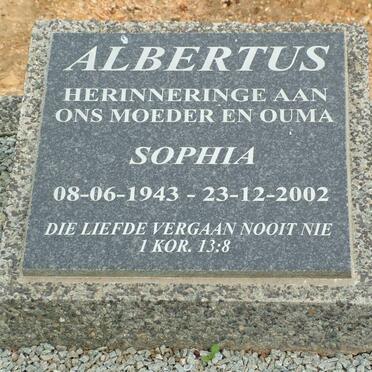 ALBERTUS
HERINNERINGE AAN
ONS MOEDER EN OUMA
SOPHIA
08-06-1943 - 23-12-2002
DIE LIEFDE VERGAAN NOOIT NIE
1 KOR. 13:8